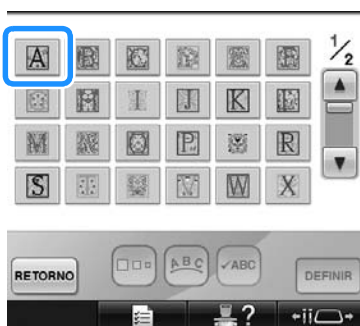 A B C 1/2
H I J K L
M N O P R
S T V W X
RETORNO ABC ✓ABC DEFINIR
?